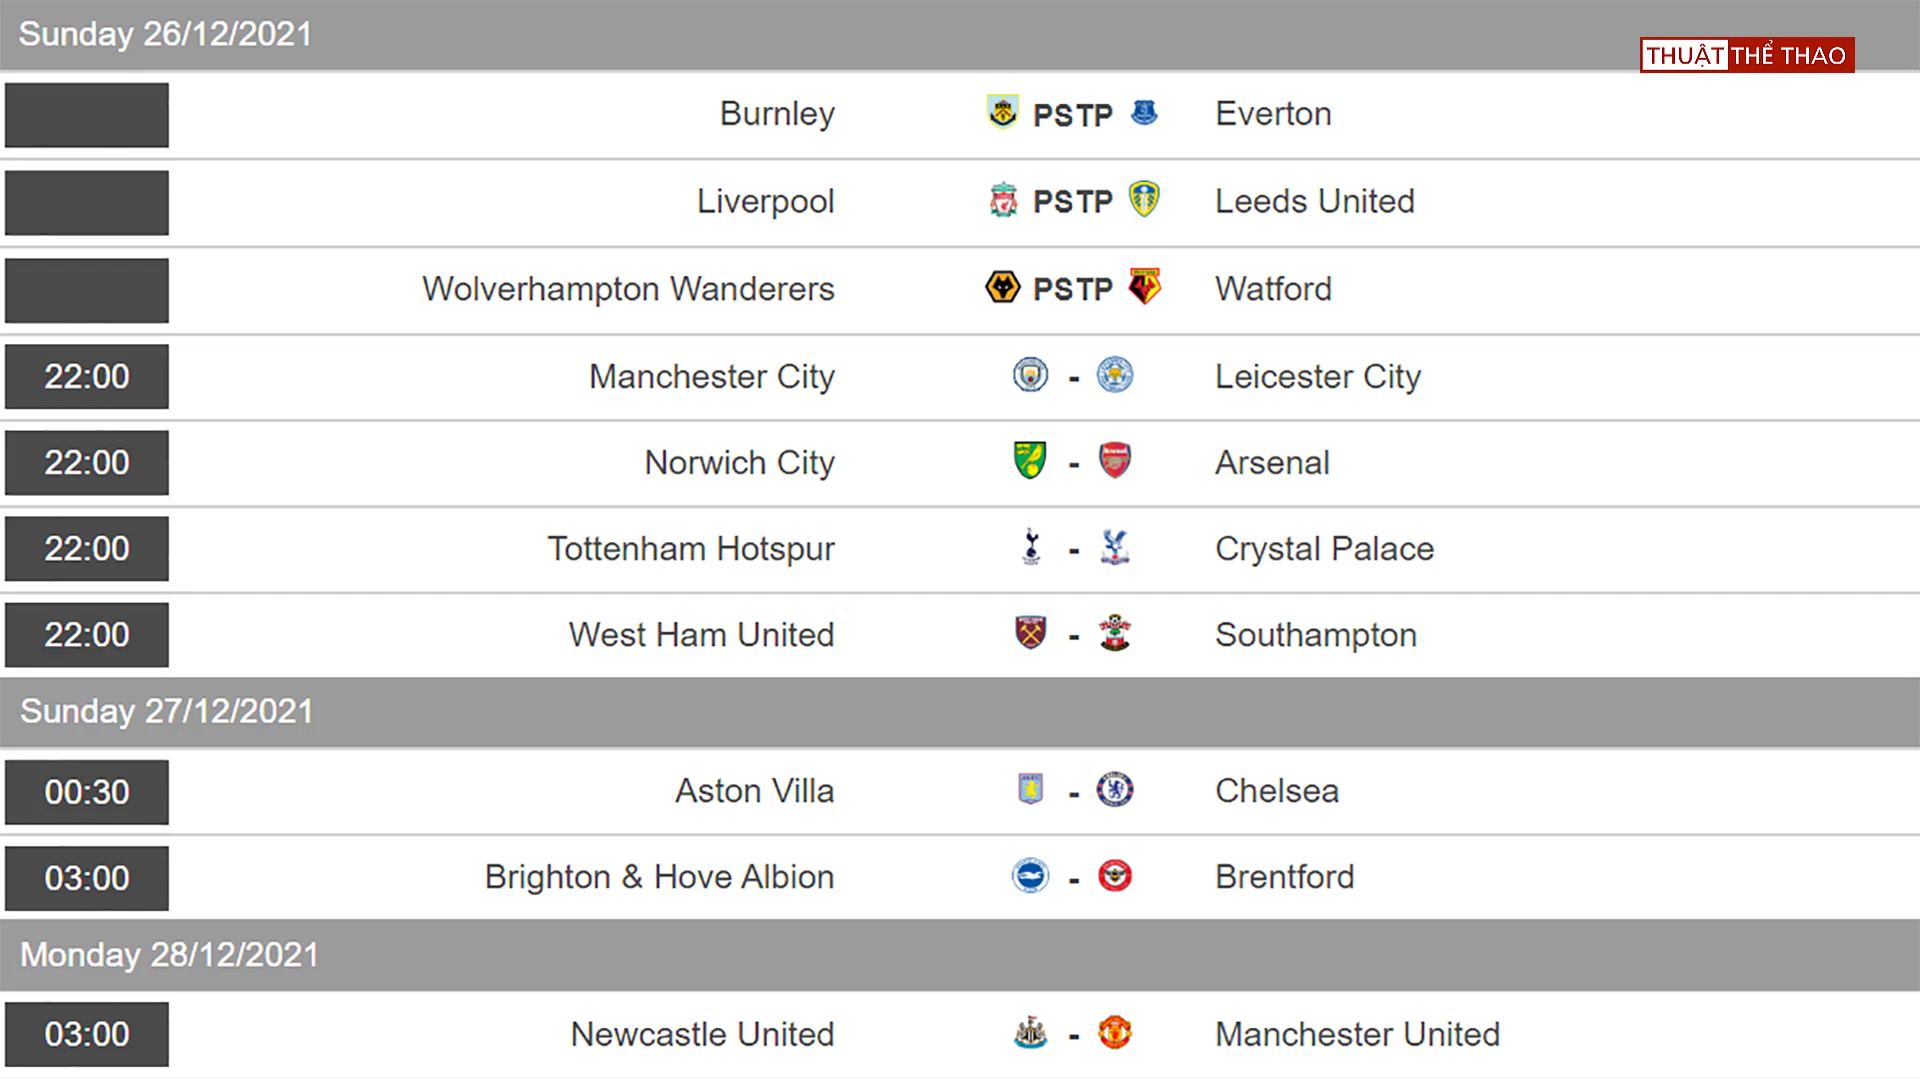 Sunday 26/12/2021
THUẬT THỂ THAO
Burnley PSTP Everton
Liverpool PSTP Leeds United
Wolverhampton Wanderers PSTP Watford
22:00 Manchester City - Leicester City
22:00 Norwich City - Arsenal
22:00 Tottenham Hotspur - Crystal Palace
22:00 West Ham United - Southampton
Sunday 27/12/2021
00:30 Aston Villa - Chelsea
03:00 Brighton & Hove Albion - Brentford
Monday 28/12/2021
03:00 Newcastle United - Manchester United